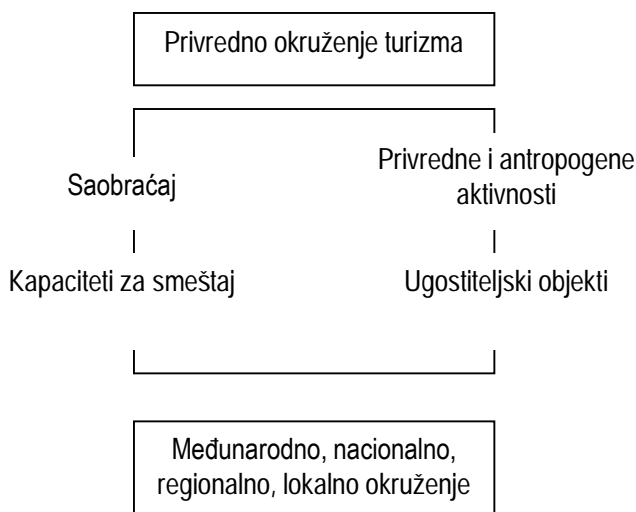 Privredno okruženje turizma
Saobraćaj
Privredne i antropogene
aktivnosti
Kapaciteti za smeštaj
Ugostiteljski objekti
Međunarodno, nacionalno,
regionalno, lokalno okruženje